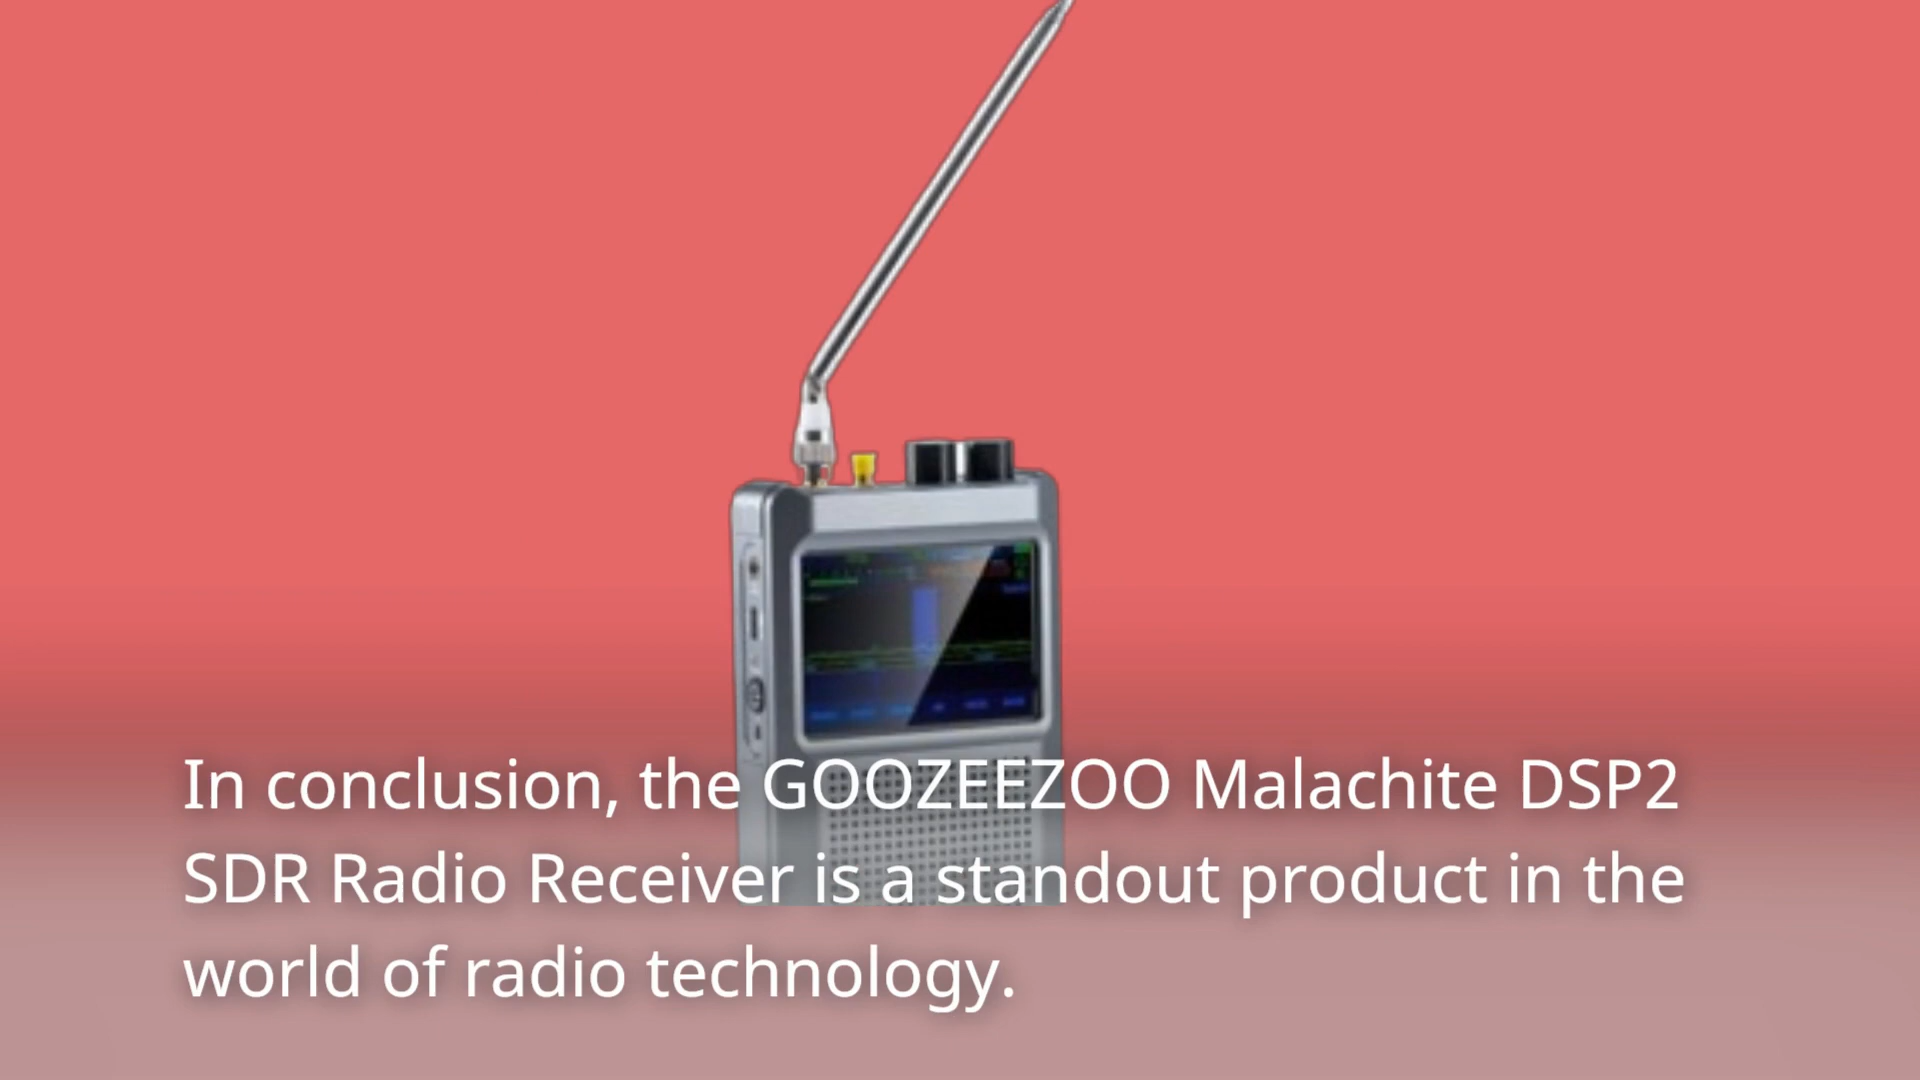 In conclusion, the GOOZEEZOO Malachite DSP2
SDR Radio Receiver is a standout product in the
world of radio technology.